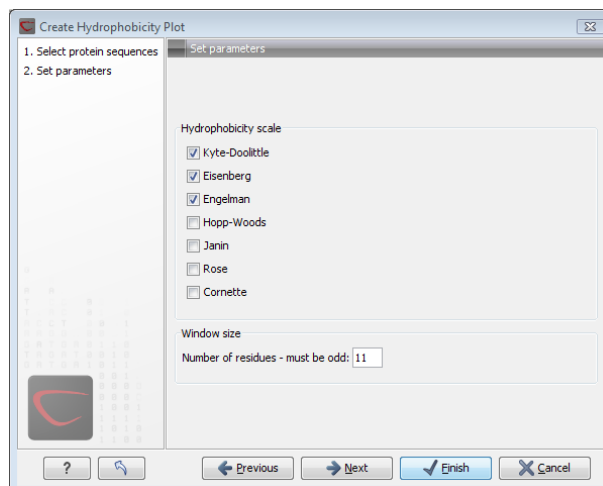 Create Hydrophobicity Plot
1. Select protein sequences
2. Set parameters
Set parameters
Hydrophobicity scale
Kyte-Doolittle
Eisenberg
Engelman
Hopp-Woods
Janin
Rose
Cornette
Window size
Number of residues - must be odd: 11
? Previous Next Finish Cancel